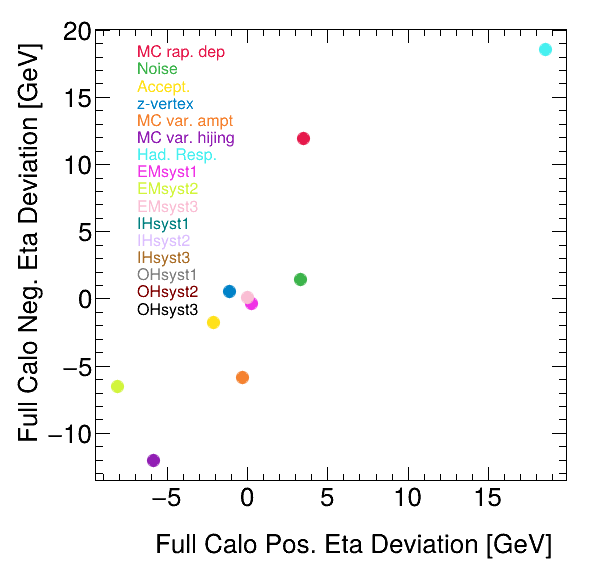 20
15
10
5
0
−5
−10
MC rap. dep
Noise
Accept.
z-vertex
MC var. ampt
MC var. hijing
Had. Resp.
EMsyst1
EMsyst2
EMsyst3
IHsyst1
IHsyst2
IHsyst3
OHsyst1
OHsyst2
OHsyst3
Full Calo Neg. Eta Deviation [GeV]
−5 0 5 10 15
Full Calo Pos. Eta Deviation [GeV]